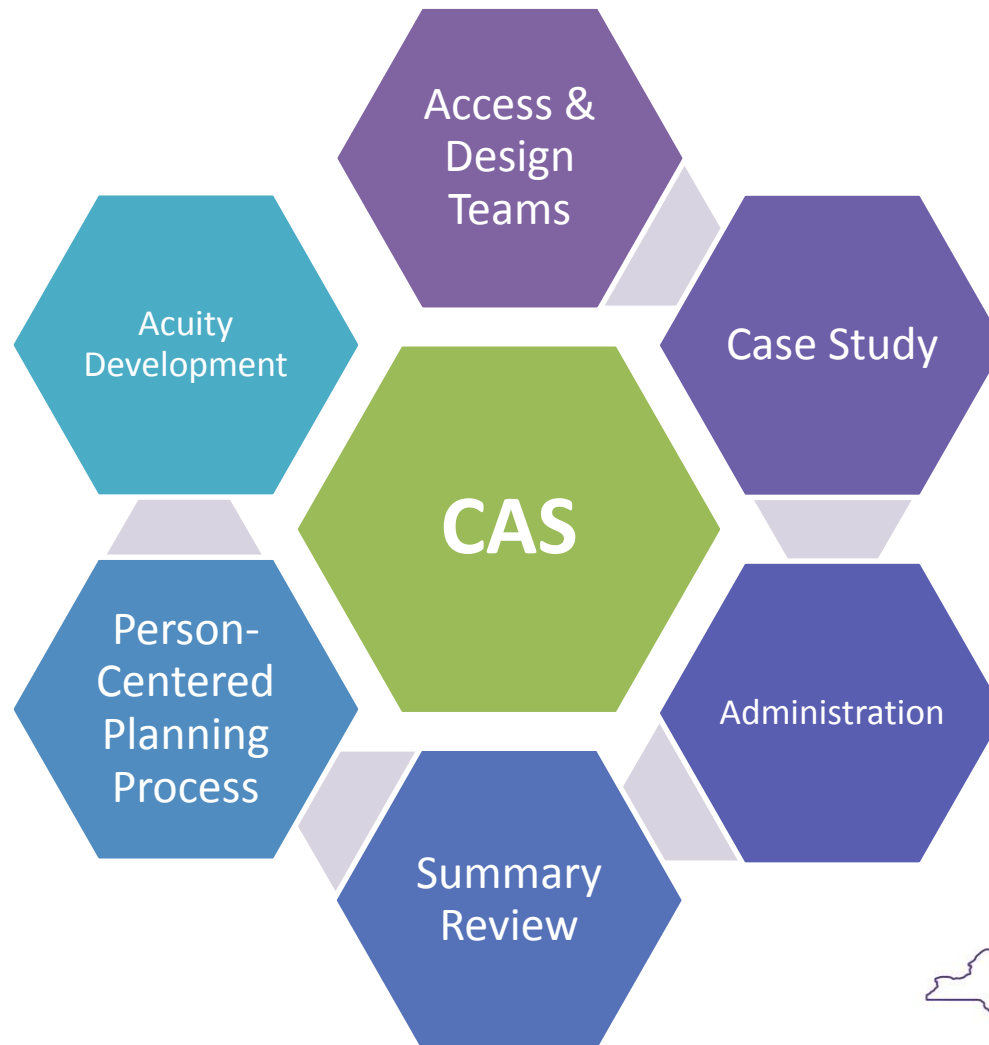 Access &
Design
Teams
Case Study
Administration
Summary
Review
Person-
Centered
Planning
Process
Acuity
Development
CAS